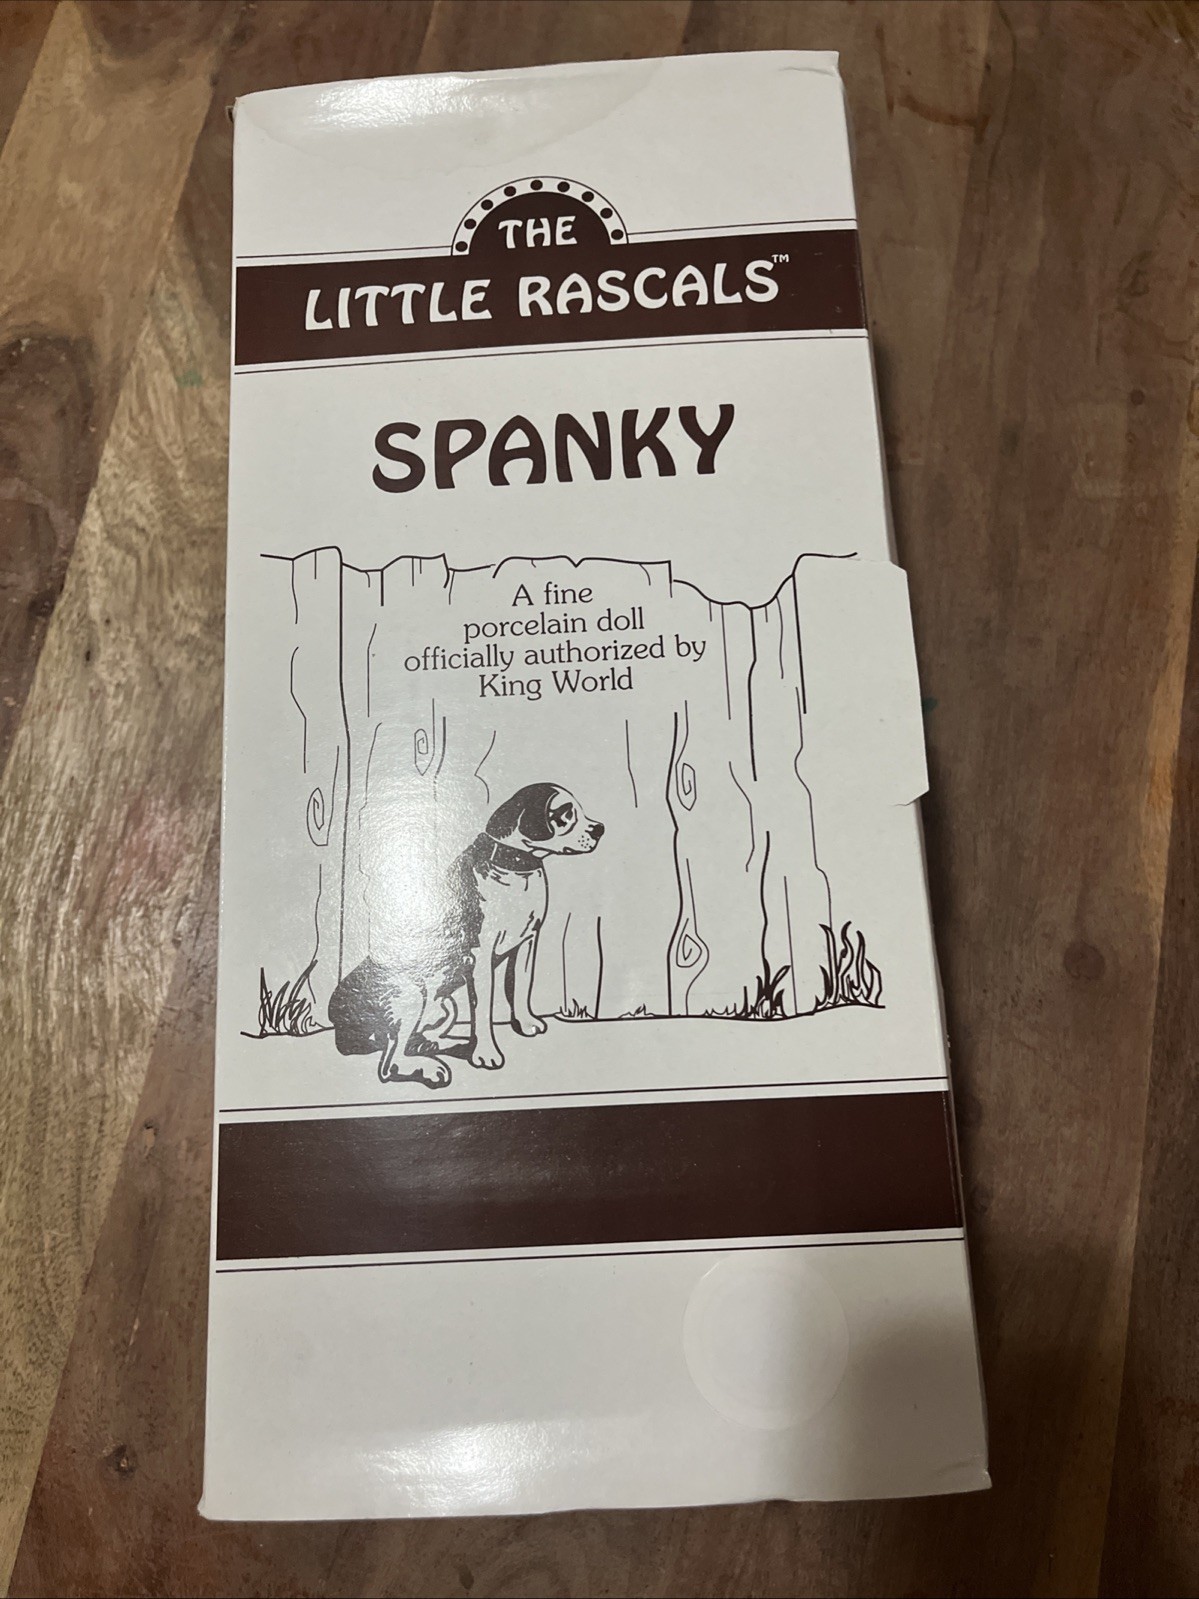 THE
LITTLE RASCALS™
SPANKY
A fine
porcelain doll
officially authorized by
King World